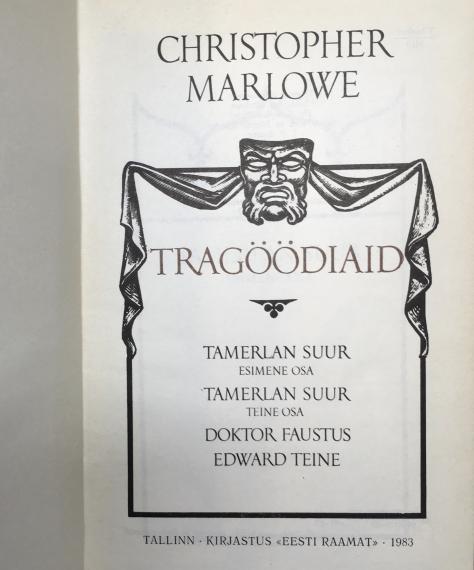 CHRISTOPHER
MARLOWE
TRAGÖÖDIAID
TAMERLAN SUUR
ESIMENE OSA
TAMERLAN SUUR
TEINE OSA
DOKTOR FAUSTUS
EDWARD TEINE
TALLINN · KIRJASTUS «EESTI RAAMAT» · 1983